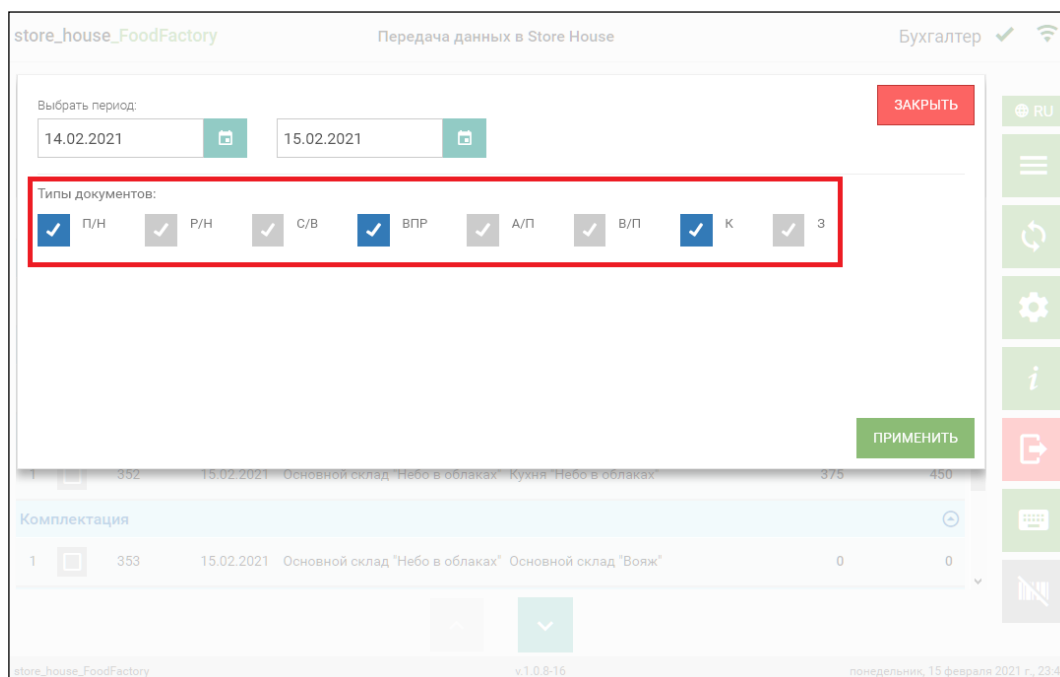 store_house_FoodFactory Передача данных в Store House Бухгалтер
Выбрать период: ЗАКРЫТЬ
14.02.2021 15.02.2021
RU
Типы документов:
П/Н Р/Н С/В ВПР А/П В/П К З
ПРИМЕНИТЬ
1 352 15.02.2021 Основной склад "Небо в облаках" Кухня "Небо в облаках" 375 450
Комплектация
1 353 15.02.2021 Основной склад "Небо в облаках" Основной склад "Вояж" 0 0
store_house_FoodFactory v.1.0.8-16 понедельник, 15 февраля 2021 г., 23:4